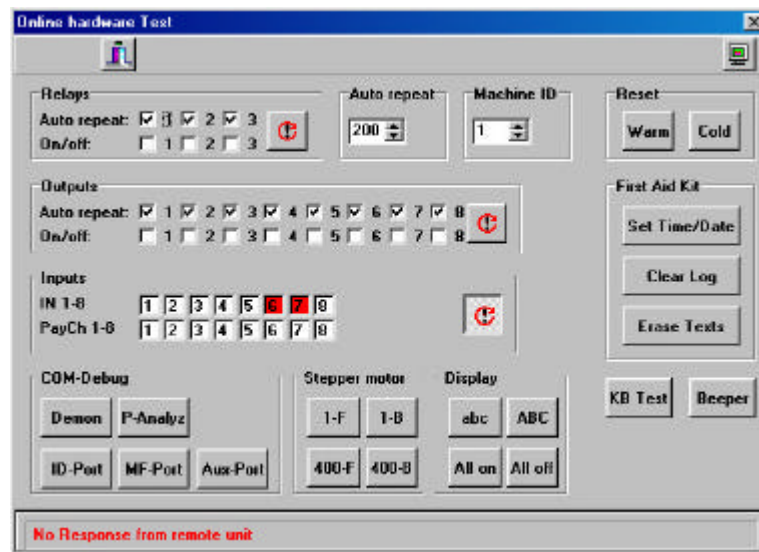 Online hardware Test
Relays
Auto repeat: 1 2 3
On/off: 1 2 3
Auto repeat
200
Machine ID
1
Reset
Warm Cold
Outputs
Auto repeat: 1 2 3 4 5 6 7 8
On/off: 1 2 3 4 5 6 7 8
First Aid Kit
Set Time/Date
Clear Log
Erase Texts
Inputs
IN 1-8 1 2 3 4 5 6 7 8
PayCh 1-8 1 2 3 4 5 6 7 8
COM-Debug
Demon P-Analyz
ID-Port MF-Port Aux-Port
Stepper motor
1-F 1-B
400-F 400-B
Display
abc ABC
All on All off
KB Test Beeper
No Response from remote unit